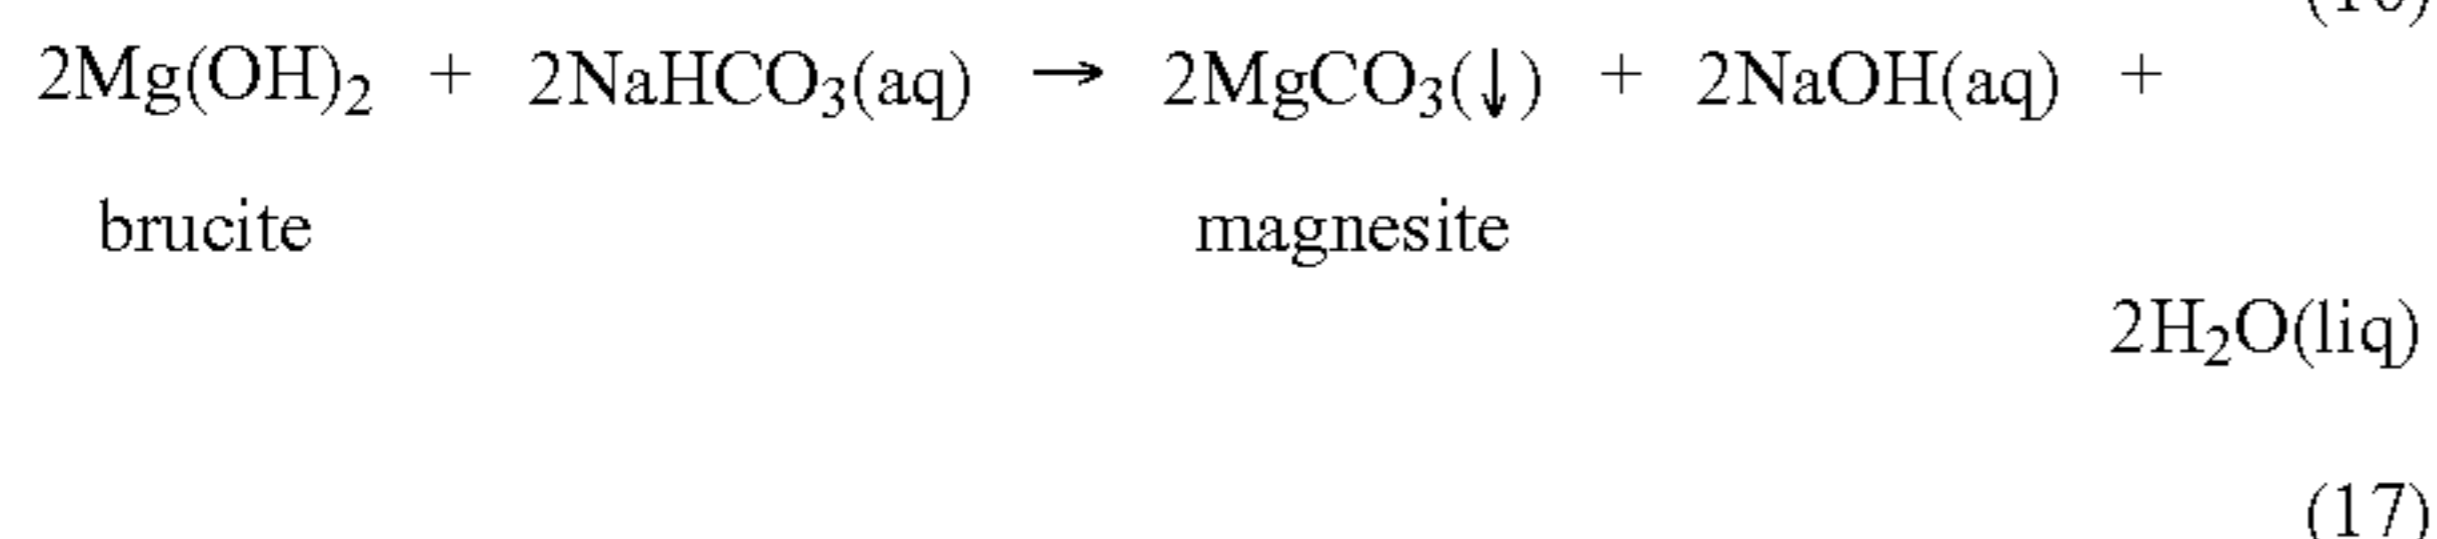 2Mg(OH)₂ + 2NaHCO₃(aq) → 2MgCO₃(↓) + 2NaOH(aq) +
brucite magnesite
2H₂O(liq)
(17)